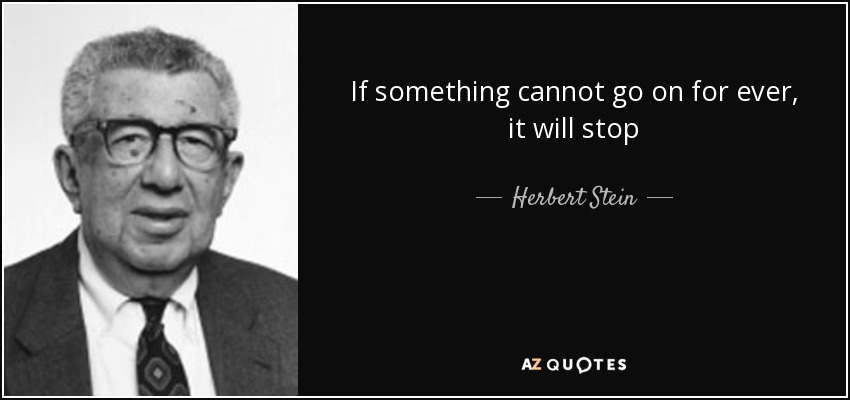 If something cannot go on for ever,
it will stop
Herbert Stein
AZ QUOTES